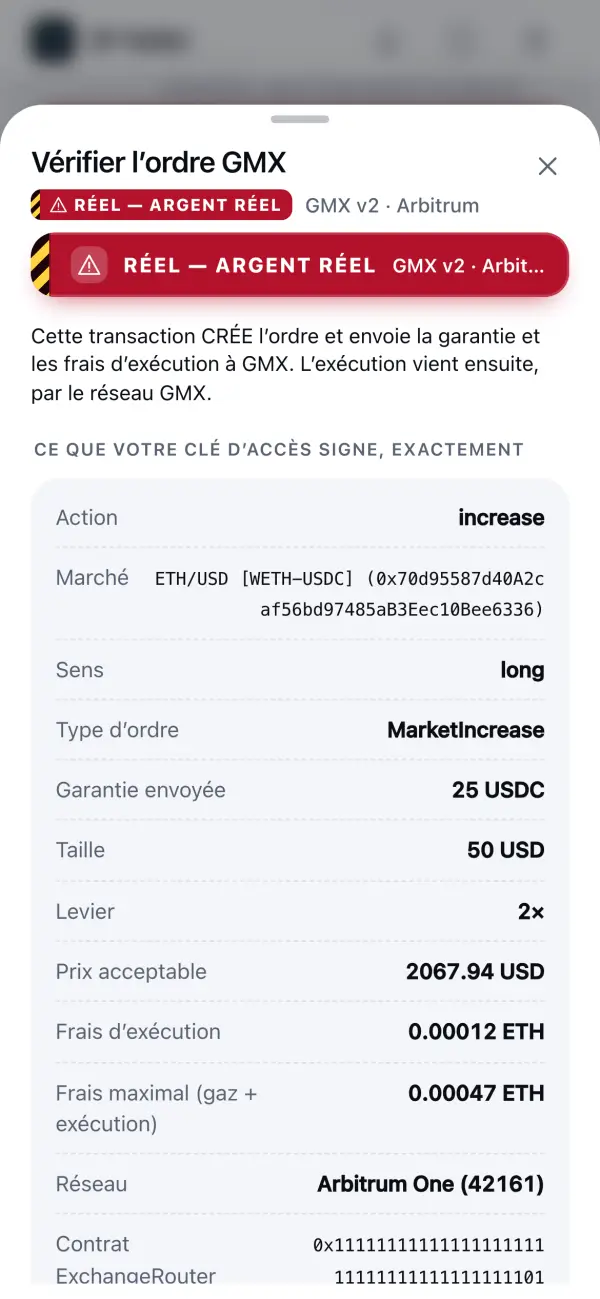 Vérifier l’ordre GMX
RÉEL — ARGENT RÉEL GMX v2 · Arbitrum
RÉEL — ARGENT RÉEL GMX v2 · Arbit...
Cette transaction CRÉE l’ordre et envoie la garantie et
les frais d’exécution à GMX. L’exécution vient ensuite,
par le réseau GMX.
CE QUE VOTRE CLÉ D’ACCÈS SIGNE, EXACTEMENT
Action increase
Marché ETH/USD [WETH–USDC] (0x70d95587d40A2c
af56bd97485aB3Eec10Bee6336)
Sens long
Type d’ordre MarketIncrease
Garantie envoyée 25 USDC
Taille 50 USD
Levier 2×
Prix acceptable 2067.94 USD
Frais d’exécution 0.00012 ETH
Frais maximal (gaz + 0.00047 ETH
exécution)
Réseau Arbitrum One (42161)
Contrat 0x11111111111111111111
ExchangeRouter 11111111111111111101